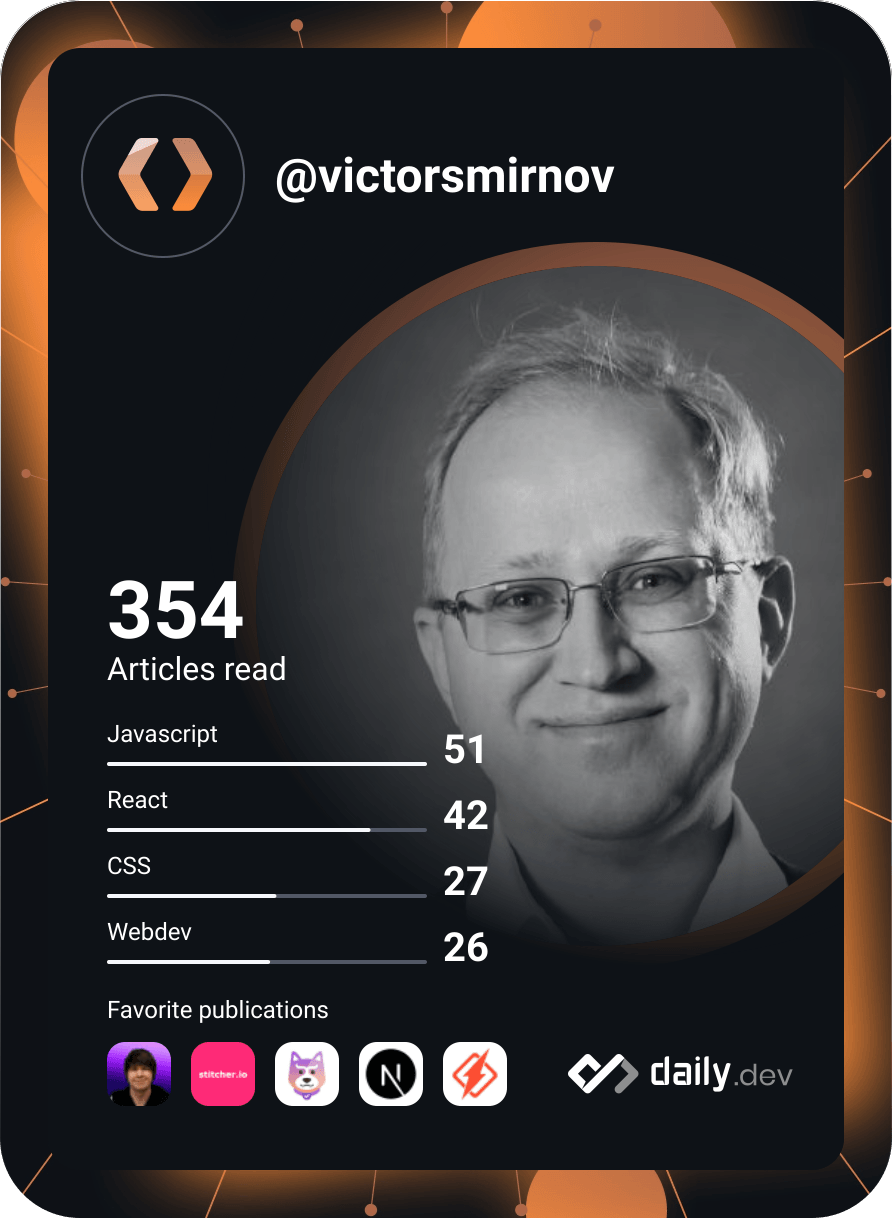 @victorsmirnov
354
Articles read
Javascript
51
React
42
CSS
27
Webdev
26
Favorite publications
stitcher.io
N
daily.dev